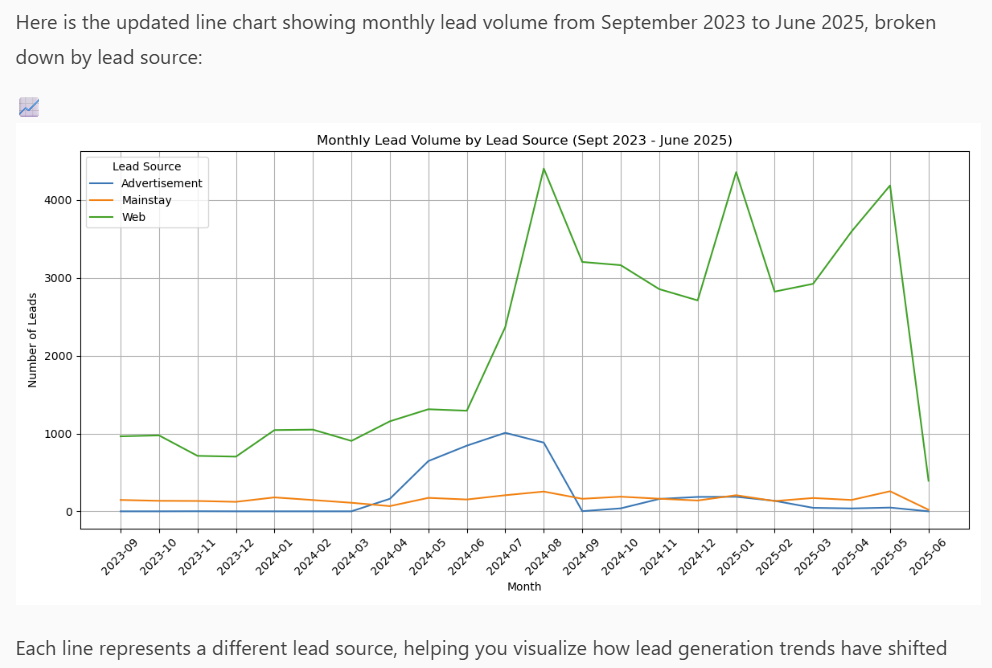 Here is the updated line chart showing monthly lead volume from September 2023 to June 2025, broken
down by lead source:
Monthly Lead Volume by Lead Source (Sept 2023 - June 2025)
Lead Source
Advertisement
Mainstay
Web
4000
3000
2000
1000
0
Number of Leads
2023-09
2023-10
2023-11
2023-12
2024-01
2024-02
2024-03
2024-04
2024-05
2024-06
2024-07
2024-08
2024-09
2024-10
2024-11
2024-12
2025-01
2025-02
2025-03
2025-04
2025-05
2025-06
Month
Each line represents a different lead source, helping you visualize how lead generation trends have shifted